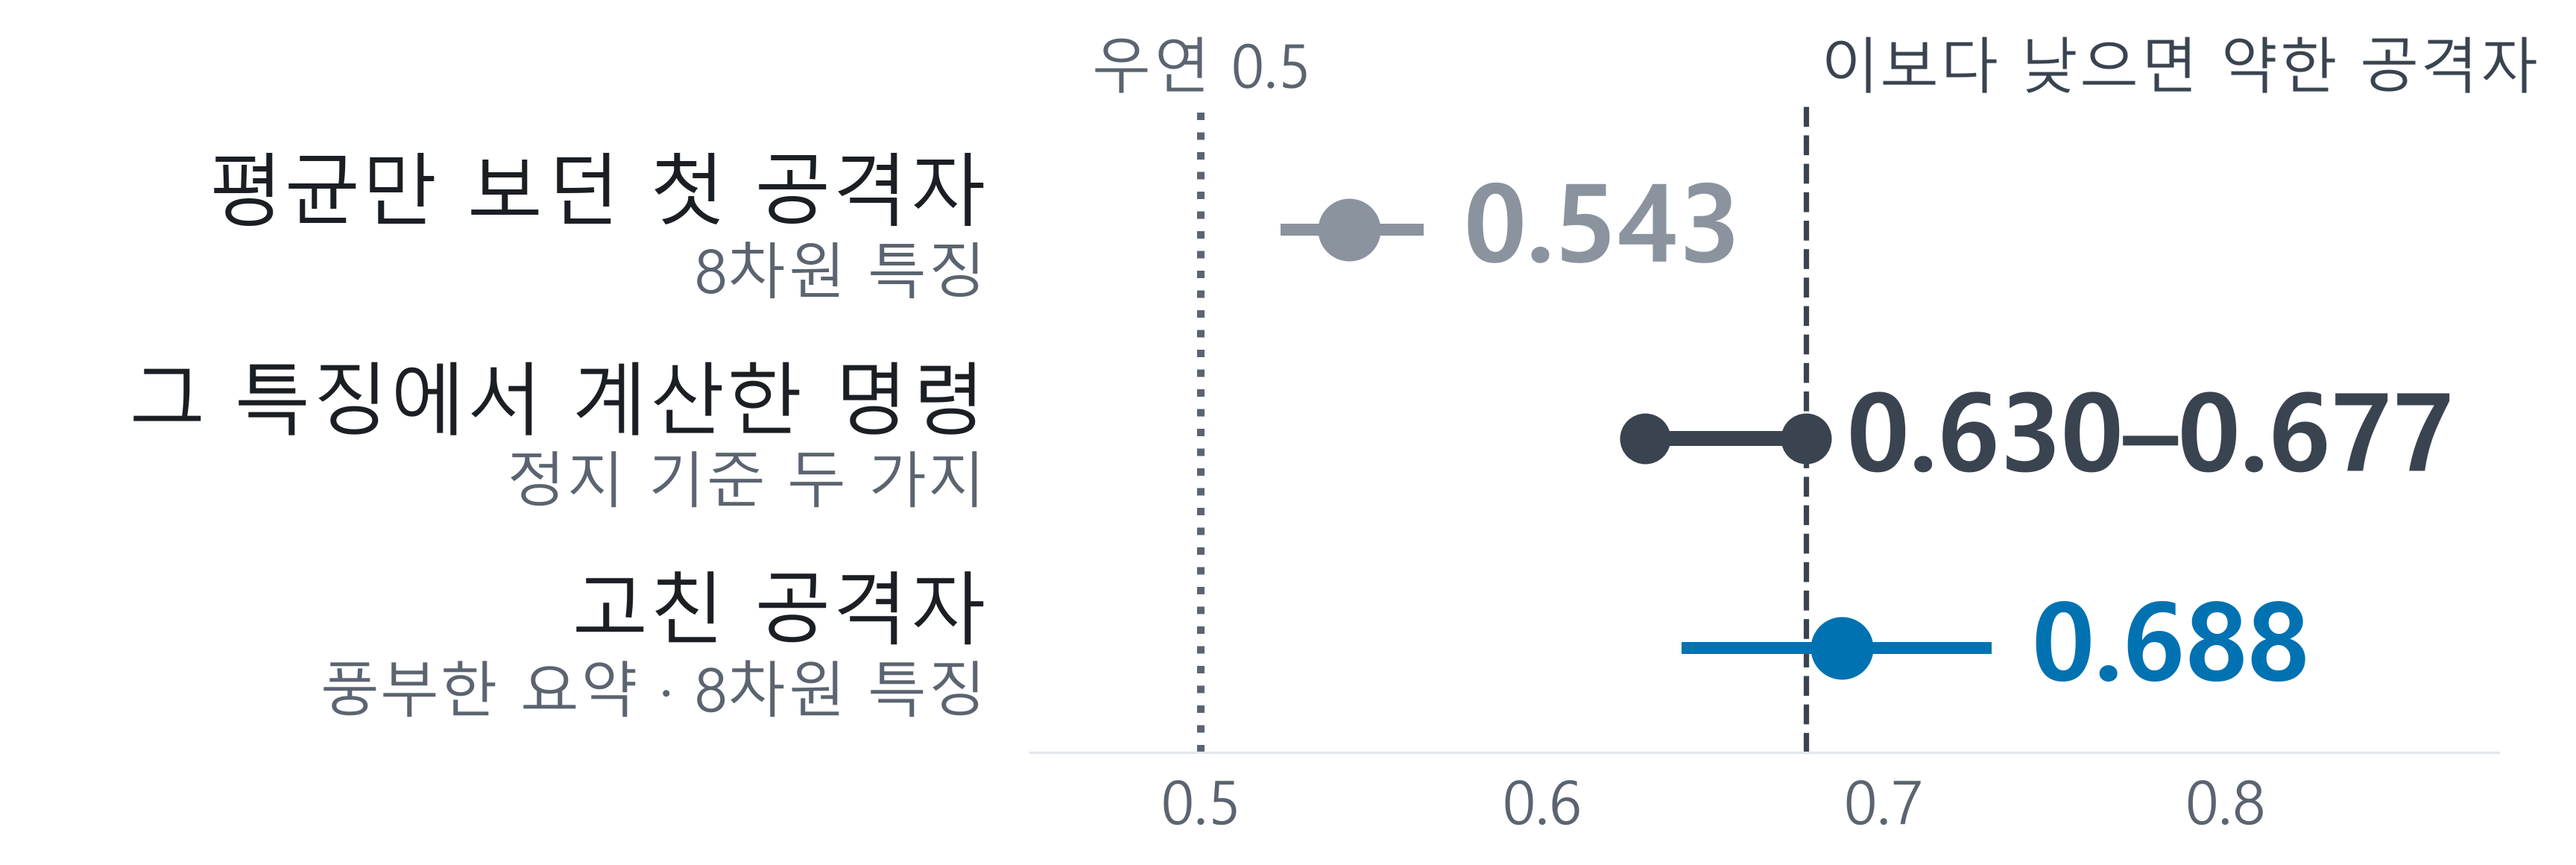 우연 0.5
이보다 낮으면 약한 공격자
평균만 보던 첫 공격자
8차원 특징
0.543
그 특징에서 계산한 명령
정지 기준 두 가지
0.630–0.677
고친 공격자
풍부한 요약 · 8차원 특징
0.688
0.5 0.6 0.7 0.8